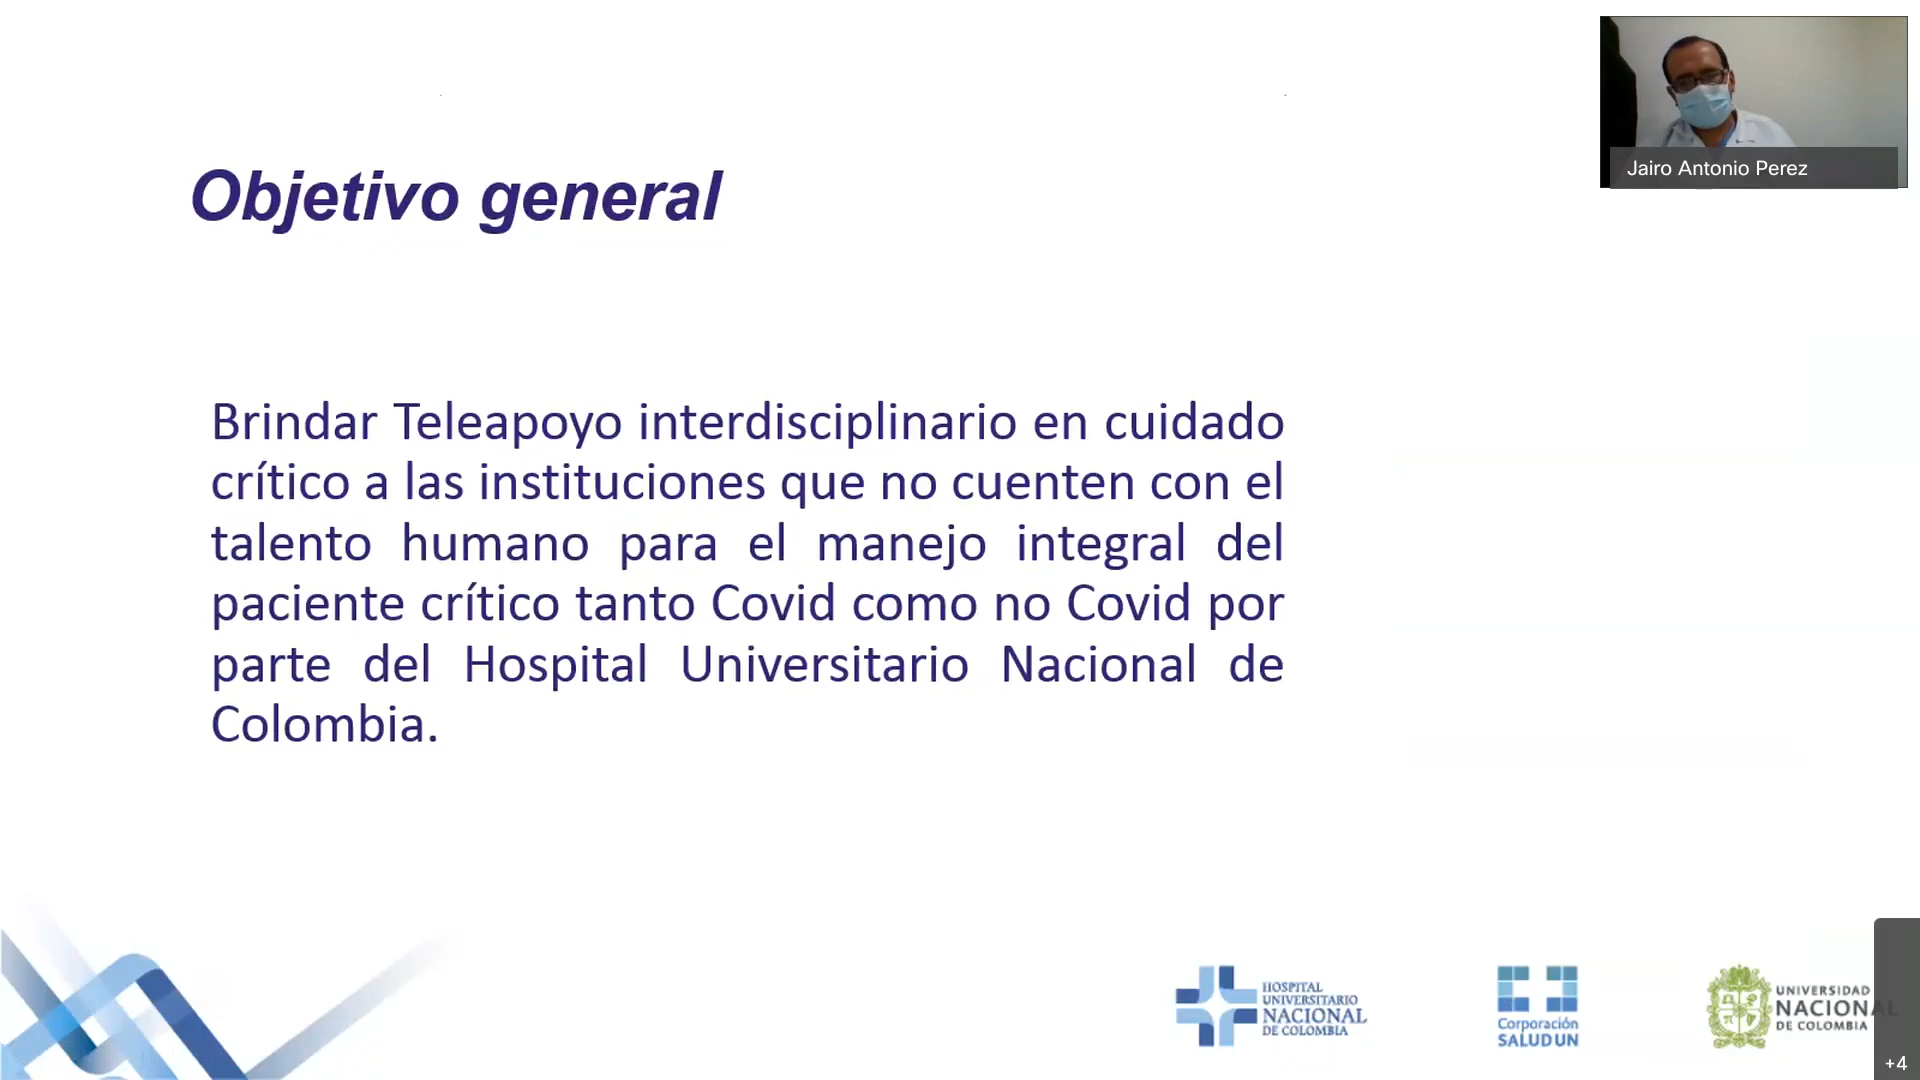 Jairo Antonio Perez
Objetivo general
Brindar Teleapoyo interdisciplinario en cuidado
crítico a las instituciones que no cuenten con el
talento humano para el manejo integral del
paciente crítico tanto Covid como no Covid por
parte del Hospital Universitario Nacional de
Colombia.
HOSPITAL
UNIVERSITARIO
NACIONAL
DE COLOMBIA
Corporación
SALUD UN
UNIVERSIDAD
NACIONAL
DE COLOMBIA
+4